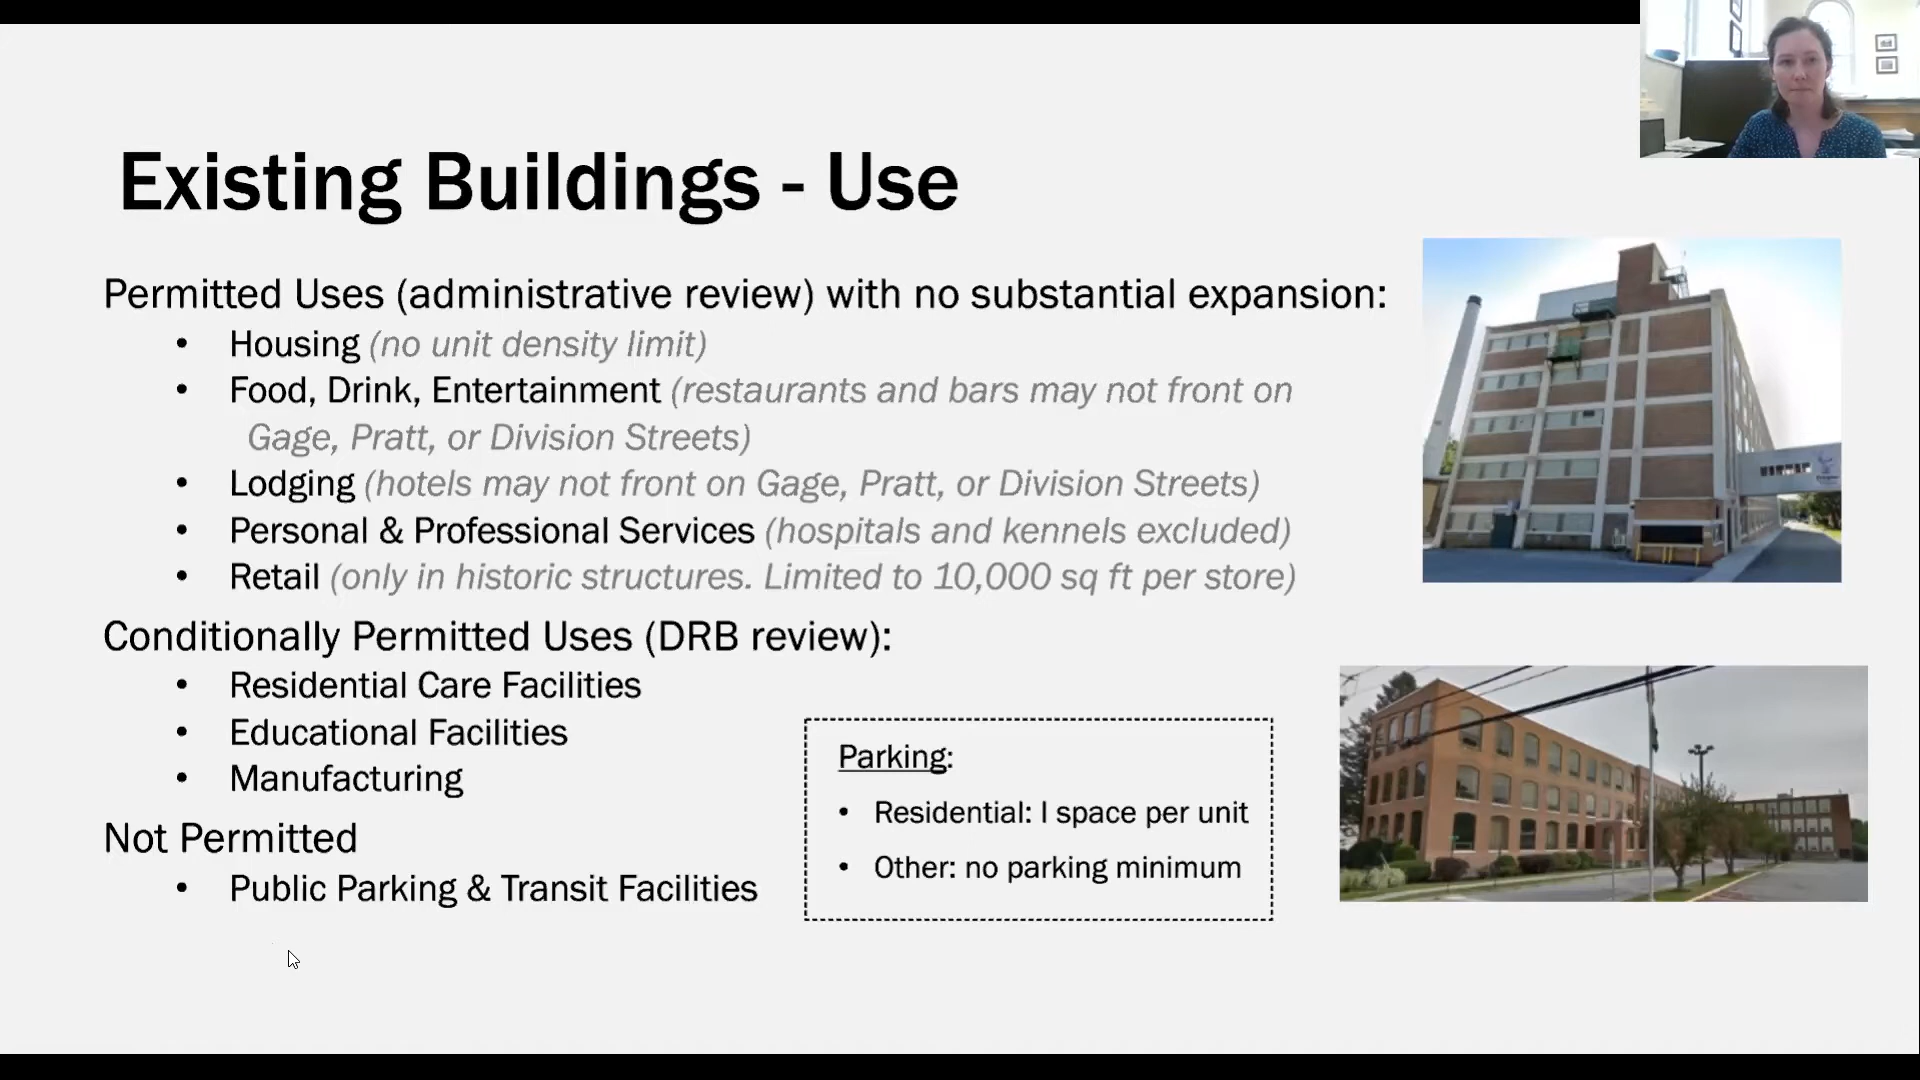 Existing Buildings - Use
Permitted Uses (administrative review) with no substantial expansion:
• Housing (no unit density limit)
• Food, Drink, Entertainment (restaurants and bars may not front on
Gage, Pratt, or Division Streets)
• Lodging (hotels may not front on Gage, Pratt, or Division Streets)
• Personal & Professional Services (hospitals and kennels excluded)
• Retail (only in historic structures. Limited to 10,000 sq ft per store)
Conditionally Permitted Uses (DRB review):
• Residential Care Facilities
• Educational Facilities
• Manufacturing
Not Permitted
• Public Parking & Transit Facilities
Parking:
• Residential: 1 space per unit
• Other: no parking minimum